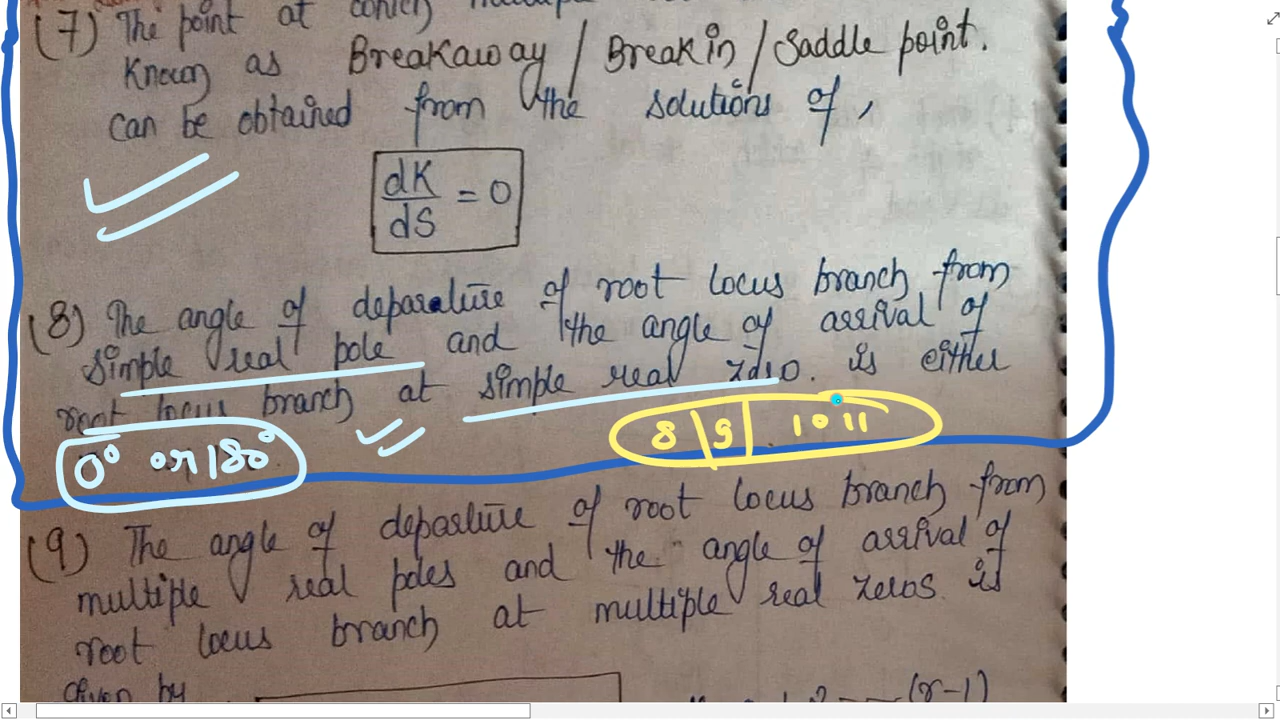 (7) The point at which
Known as Breakaway / Breakin / Saddle point.
can be obtained from the solutions of,
dK/dS = 0
(8) The angle of departure of root locus branch from
simple real pole and the angle of arrival of
root locus branch at simple real zero. is either
0° or 180°.
8 9 10 11
(9) The angle of departure of root locus branch from
multiple real poles and the angle of arrival of
root locus branch at multiple real zeros. is
given by
(r-1)